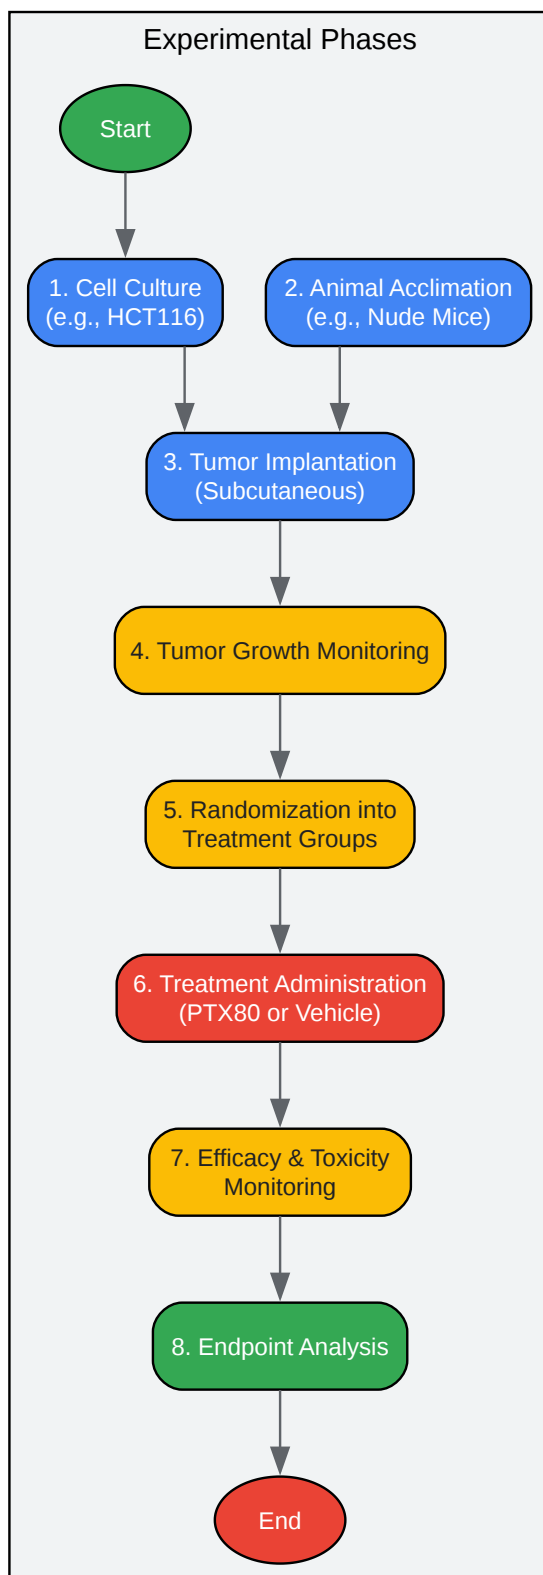 Experimental Phases
Start
1. Cell Culture
(e.g., HCT116)
2. Animal Acclimation
(e.g., Nude Mice)
3. Tumor Implantation
(Subcutaneous)
4. Tumor Growth Monitoring
5. Randomization into
Treatment Groups
6. Treatment Administration
(PTX80 or Vehicle)
7. Efficacy & Toxicity
Monitoring
8. Endpoint Analysis
End